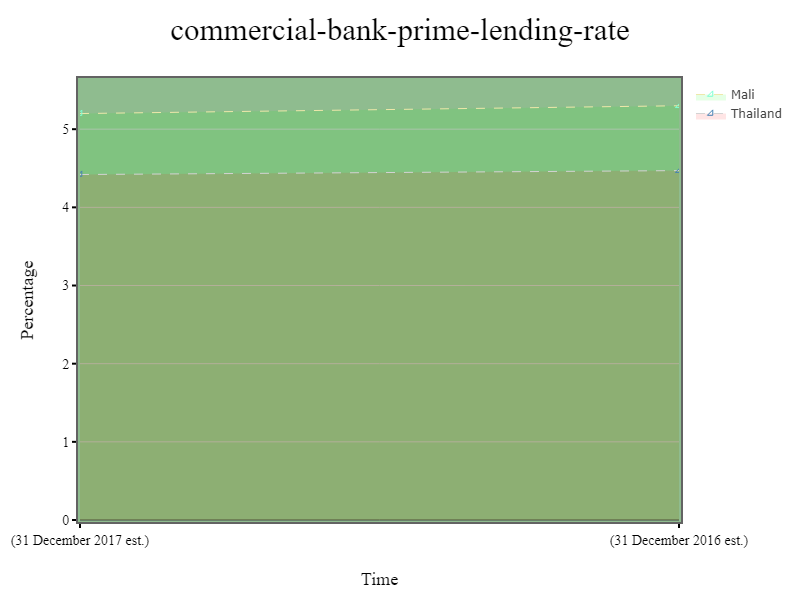 commercial-bank-prime-lending-rate
Mali
Thailand
5
4
3
2
1
0
Percentage
(31 December 2017 est.)
(31 December 2016 est.)
Time